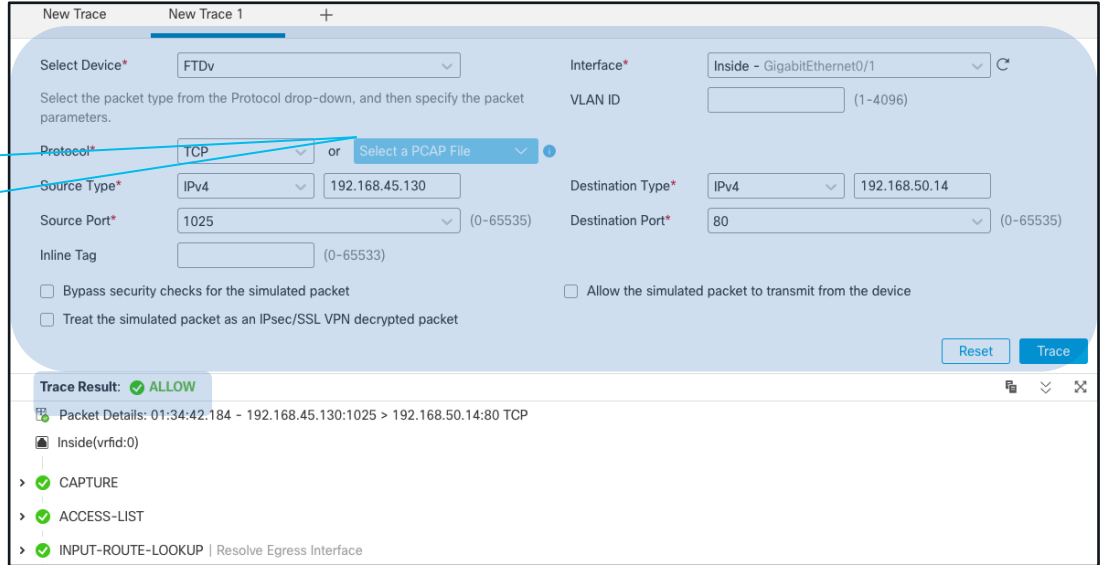 New Trace New Trace 1 +
Select Device* FTDv Interface* Inside - GigabitEthernet0/1
Select the packet type from the Protocol drop-down, and then specify the packet VLAN ID (1-4096)
parameters.
Protocol* TCP or Select a PCAP File
Source Type* IPv4 192.168.45.130 Destination Type* IPv4 192.168.50.14
Source Port* 1025 (0-65535) Destination Port* 80 (0-65535)
Inline Tag (0-65533)
Bypass security checks for the simulated packet Allow the simulated packet to transmit from the device
Treat the simulated packet as an IPsec/SSL VPN decrypted packet
Reset Trace
Trace Result: ALLOW
Packet Details: 01:34:42.184 - 192.168.45.130:1025 > 192.168.50.14:80 TCP
Inside(vrfid:0)
CAPTURE
ACCESS-LIST
INPUT-ROUTE-LOOKUP | Resolve Egress Interface